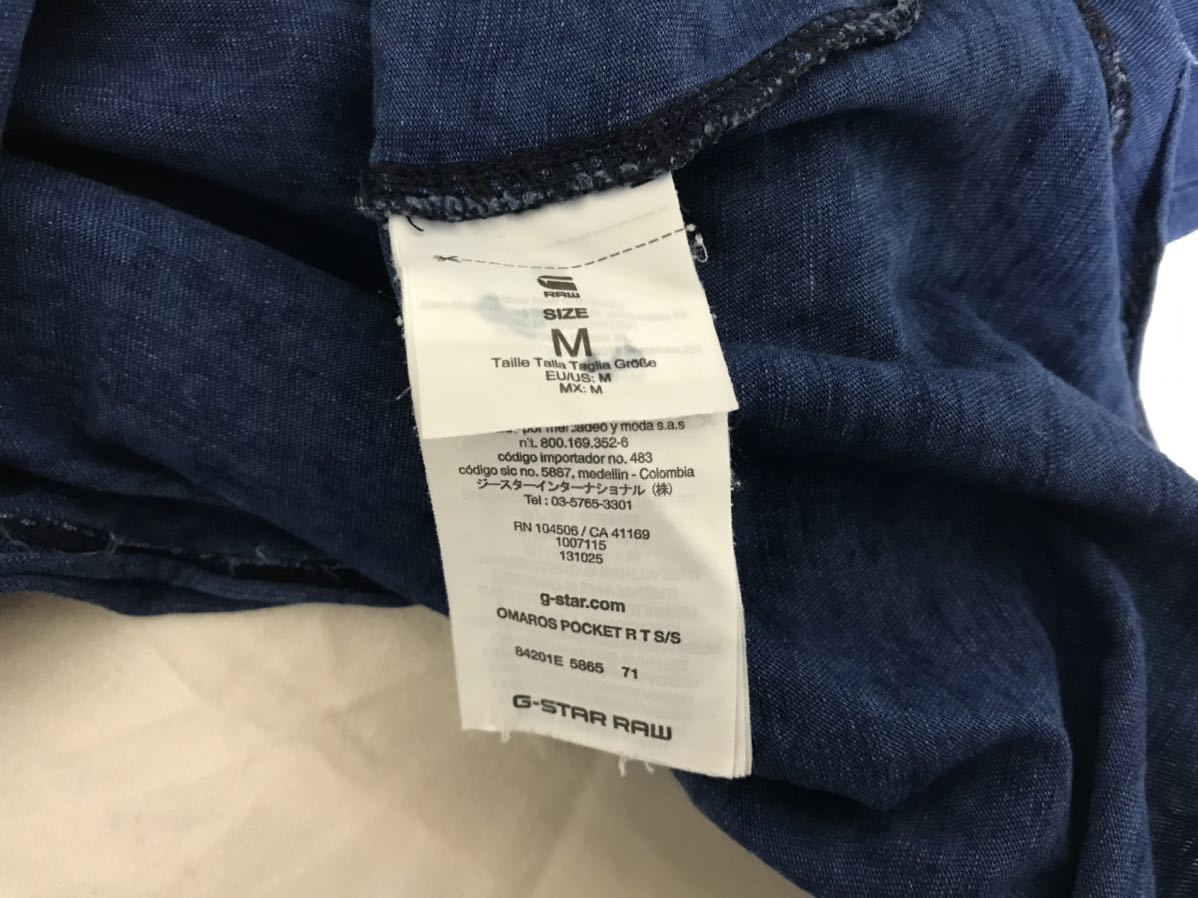 RAW
SIZE
M
Taille Talla Taglia Größe
EU/US: M
MX: M
por mercadeo y moda s.a.s
n't. 800.169.352-6
código importador no. 483
código sic no. 5887, medellin - Colombia
ジースターインターナショナル (株)
Tel : 03-5765-3301
RN 104506 / CA 41169
1007115
131025
g-star.com
OMAROS POCKET R T S/S
84201E 5865 71
G-STAR RAW